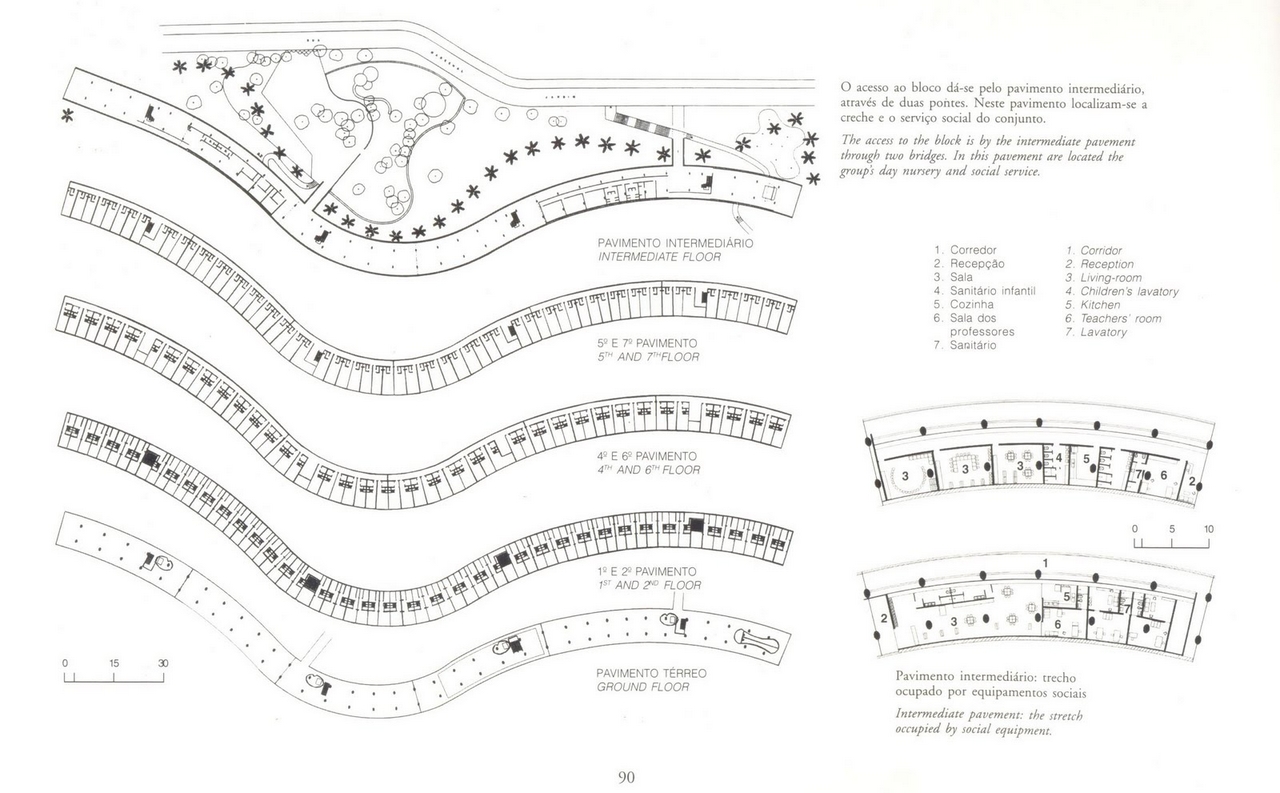 O acesso ao bloco dá-se pelo pavimento intermediário,
através de duas pontes. Neste pavimento localizam-se a
creche e o serviço social do conjunto.
The access to the block is by the intermediate pavement
through two bridges. In this pavement are located the
group's day nursery and social service.
PAVIMENTO INTERMEDIÁRIO
INTERMEDIATE FLOOR
1. Corredor
2. Recepção
3. Sala
4. Sanitário infantil
5. Cozinha
6. Sala dos
professores
7. Sanitário
1. Corridor
2. Reception
3. Living-room
4. Children's lavatory
5. Kitchen
6. Teachers' room
7. Lavatory
5º E 7º PAVIMENTO
5TH AND 7TH FLOOR
4º E 6º PAVIMENTO
4TH AND 6TH FLOOR
3 3 3 4 5 7 6 2
0 5 10
1º E 2º PAVIMENTO
1ST AND 2ND FLOOR
1
2 3 5 6 7
0 15 30
PAVIMENTO TÉRREO
GROUND FLOOR
Pavimento intermediário: trecho
ocupado por equipamentos sociais
Intermediate pavement: the stretch
occupied by social equipment.
90